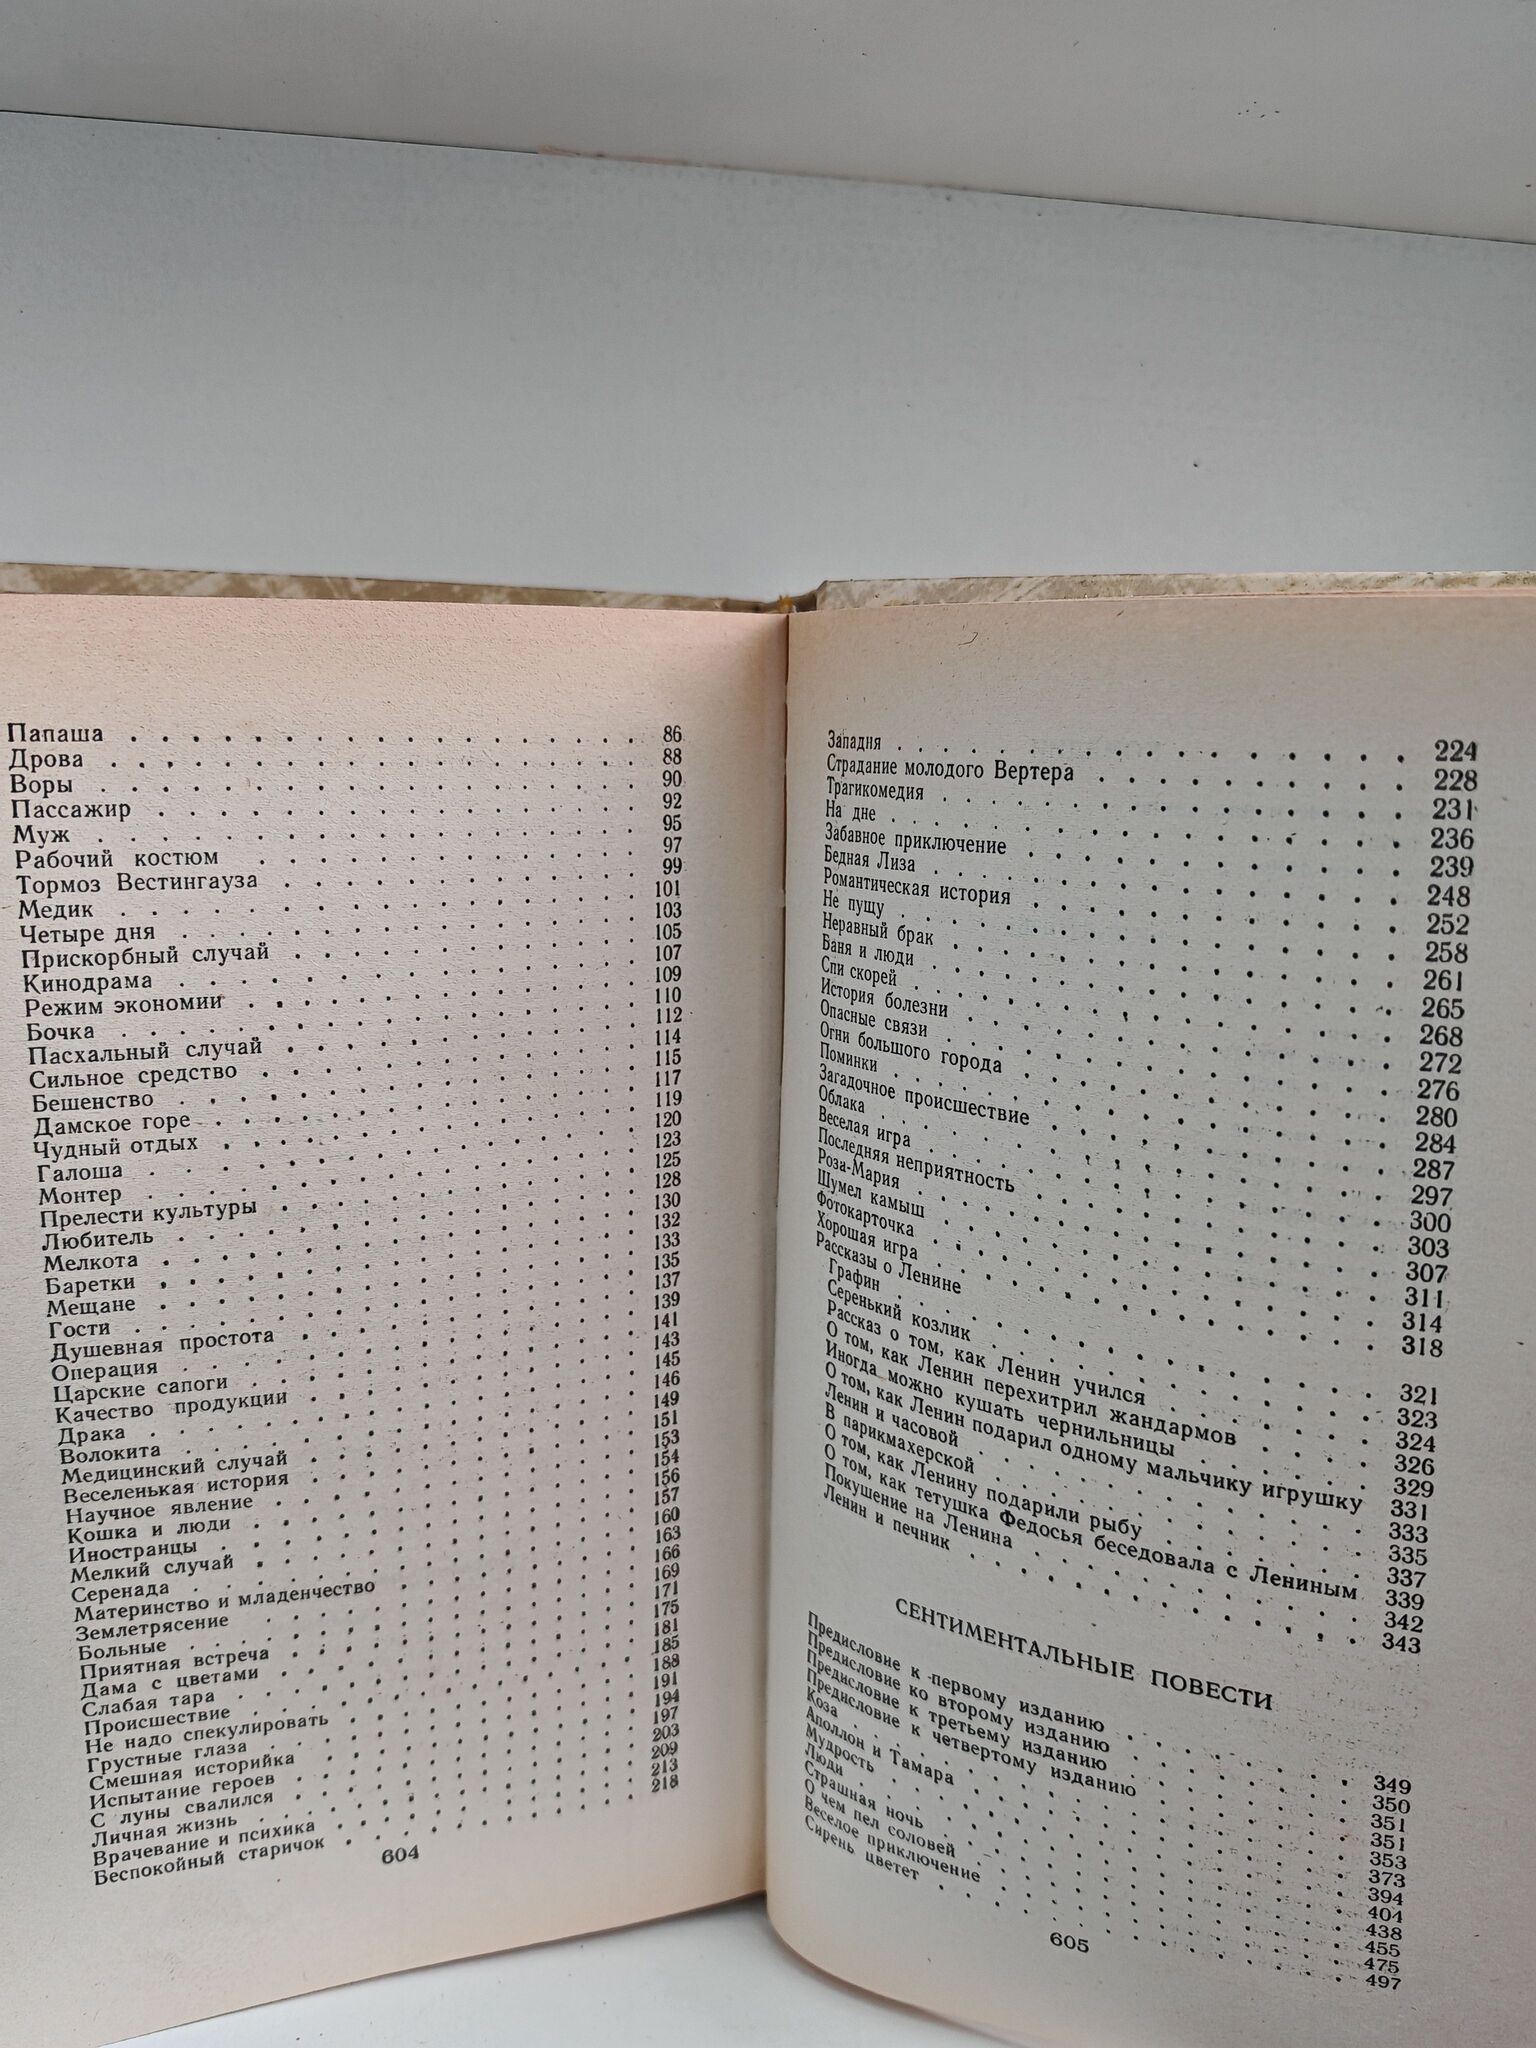 Папаша . . . . . . . . . . 86
Дрова . . . . . . . . . . 88
Воры . . . . . . . . . . 90
Пассажир . . . . . . . . . . 92
Муж . . . . . . . . . . 95
Рабочий костюм . . . . . . . . . . 97
Тормоз Вестингауза . . . . . . . . . . 99
Медик . . . . . . . . . . 101
Четыре дня . . . . . . . . . . 103
Прискорбный случай . . . . . . . . . . 105
Кинодрама . . . . . . . . . . 107
Режим экономии . . . . . . . . . . 109
Бочка . . . . . . . . . . 110
Пасхальный случай . . . . . . . . . . 112
Сильное средство . . . . . . . . . . 114
Бешенство . . . . . . . . . . 115
Дамское горе . . . . . . . . . . 117
Чудный отдых . . . . . . . . . . 119
Галоша . . . . . . . . . . 120
Монтер . . . . . . . . . . 123
Прелести культуры . . . . . . . . . . 125
Любитель . . . . . . . . . . 128
Мелкота . . . . . . . . . . 130
Баретки . . . . . . . . . . 132
Мещане . . . . . . . . . . 133
Гости . . . . . . . . . . 135
Душевная простота . . . . . . . . . . 137
Операция . . . . . . . . . . 139
Царские сапоги . . . . . . . . . . 141
Качество продукции . . . . . . . . . . 143
Драка . . . . . . . . . . 145
Волокита . . . . . . . . . . 146
Медицинский случай . . . . . . . . . . 149
Веселенькая история . . . . . . . . . . 151
Научное явление . . . . . . . . . . 153
Кошка и люди . . . . . . . . . . 154
Иностранцы . . . . . . . . . . 156
Мелкий случай . . . . . . . . . . 157
Серенада . . . . . . . . . . 160
Материнство и младенчество . . . . . . . . . . 163
Землетрясение . . . . . . . . . . 166
Больные . . . . . . . . . . 169
Приятная встреча . . . . . . . . . . 171
Дама с цветами . . . . . . . . . . 175
Слабая тара . . . . . . . . . . 181
Происшествие . . . . . . . . . . 185
Не надо спекулировать . . . . . . . . . . 188
Грустные глаза . . . . . . . . . . 191
Смешная историйка . . . . . . . . . . 194
Испытание героев . . . . . . . . . . 197
С луны свалился . . . . . . . . . . 203
Личная жизнь . . . . . . . . . . 209
Врачевание и психика . . . . . . . . . . 213
Беспокойный старичок . . . . . . . . . . 218
604
Западня . . . . . . . . . . 224
Страдание молодого Вертера . . . . . . . . . . 228
Трагикомедия . . . . . . . . . . 231
На дне . . . . . . . . . . 236
Забавное приключение . . . . . . . . . . 239
Бедная Лиза . . . . . . . . . . 248
Романтическая история . . . . . . . . . . 252
Не пущу . . . . . . . . . . 258
Неравный брак . . . . . . . . . . 261
Баня и люди . . . . . . . . . . 265
Спи скорей . . . . . . . . . . 268
История болезни . . . . . . . . . . 272
Опасные связи . . . . . . . . . . 276
Огни большого города . . . . . . . . . . 280
Поминки . . . . . . . . . . 284
Загадочное происшествие . . . . . . . . . . 287
Облака . . . . . . . . . . 297
Веселая игра . . . . . . . . . . 300
Последняя неприятность . . . . . . . . . . 303
Роза-Мария . . . . . . . . . . 307
Шумел камыш . . . . . . . . . . 311
Фотокарточка . . . . . . . . . . 314
Хорошая игра . . . . . . . . . . 318
Рассказы о Ленине
Графин . . . . . . . . . . 321
Серенький козлик . . . . . . . . . . 323
Рассказ о том, как Ленин учился . . . . . . 324
О том, как Ленин перехитрил жандармов . . . . 326
Иногда можно кушать чернильницы . . . . . . 329
О том, как Ленин подарил одному мальчику игрушку 331
Ленин и часовой . . . . . . . . . . 333
В парикмахерской . . . . . . . . . . 335
О том, как Ленину подарили рыбу . . . . . . 337
О том, как тетушка Федосья беседовала с Лениным 339
Покушение на Ленина . . . . . . . . . . 342
Ленин и печник . . . . . . . . . . 343
СЕНТИМЕНТАЛЬНЫЕ ПОВЕСТИ
Предисловие к первому изданию . . . . . . . 349
Предисловие ко второму изданию . . . . . . . 350
Предисловие к третьему изданию . . . . . . . 351
Предисловие к четвертому изданию . . . . . . . 351
Коза . . . . . . . . . . 353
Аполлон и Тамара . . . . . . . . . . 373
Мудрость . . . . . . . . . . 394
Люди . . . . . . . . . . 404
Страшная ночь . . . . . . . . . . 438
О чем пел соловей . . . . . . . . . . 455
Веселое приключение . . . . . . . . . . 475
Сирень цветет . . . . . . . . . . 497
605